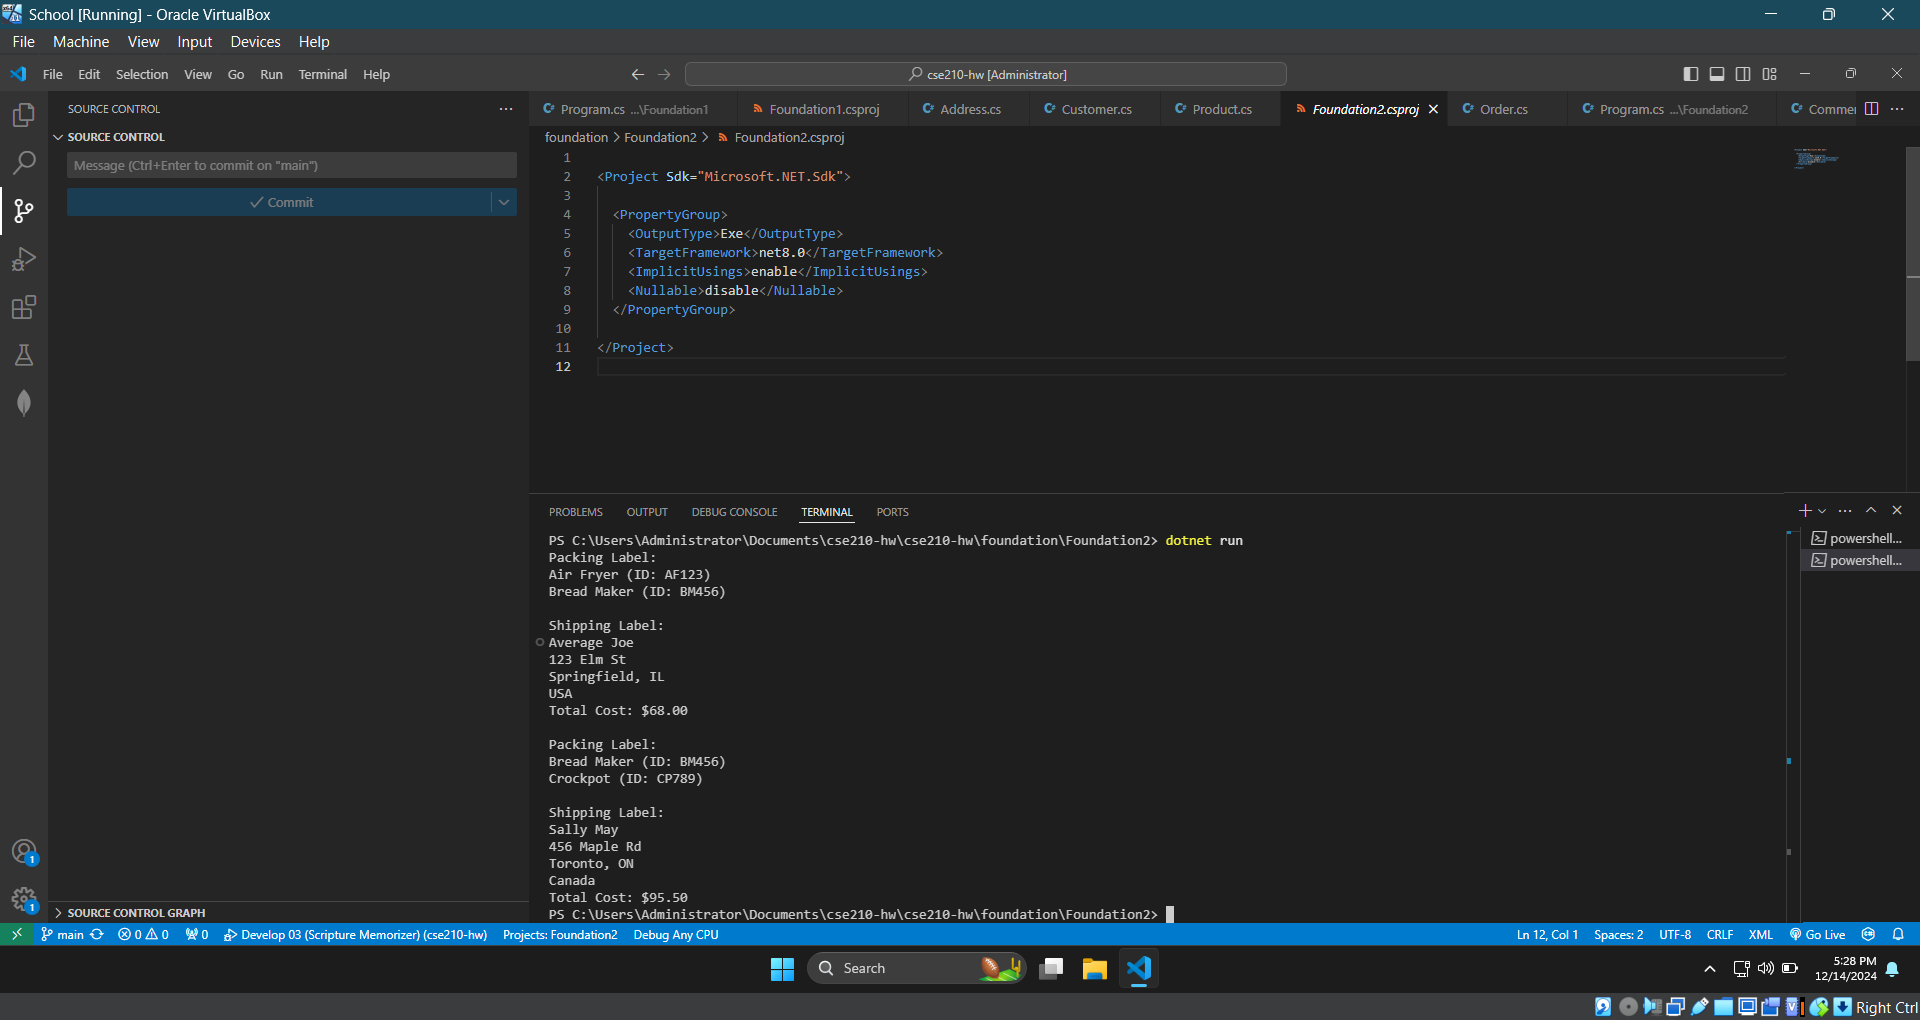 School [Running] - Oracle VirtualBox
File Machine View Input Devices Help
File Edit Selection View Go Run Terminal Help
cse210-hw [Administrator]
SOURCE CONTROL
Program.cs ...\Foundation1 Foundation1.csproj Address.cs Customer.cs Product.cs Foundation2.csproj Order.cs Program.cs ...\Foundation2 Comme
SOURCE CONTROL
foundation > Foundation2 > Foundation2.csproj
Message (Ctrl+Enter to commit on "main")
Commit
1
2 <Project Sdk="Microsoft.NET.Sdk">
3
4 <PropertyGroup>
5 <OutputType>Exe</OutputType>
6 <TargetFramework>net8.0</TargetFramework>
7 <ImplicitUsings>enable</ImplicitUsings>
8 <Nullable>disable</Nullable>
9 </PropertyGroup>
10
11 </Project>
12
PROBLEMS OUTPUT DEBUG CONSOLE TERMINAL PORTS
powershell...
powershell...
PS C:\Users\Administrator\Documents\cse210-hw\cse210-hw\foundation\Foundation2> dotnet run
Packing Label:
Air Fryer (ID: AF123)
Bread Maker (ID: BM456)
Shipping Label:
Average Joe
123 Elm St
Springfield, IL
USA
Total Cost: $68.00
Packing Label:
Bread Maker (ID: BM456)
Crockpot (ID: CP789)
Shipping Label:
Sally May
456 Maple Rd
Toronto, ON
Canada
Total Cost: $95.50
PS C:\Users\Administrator\Documents\cse210-hw\cse210-hw\foundation\Foundation2>
1
1
SOURCE CONTROL GRAPH
main 0 0 0 Develop 03 (Scripture Memorizer) (cse210-hw) Projects: Foundation2 Debug Any CPU Ln 12, Col 1 Spaces: 2 UTF-8 CRLF XML Go Live
Search
5:28 PM
12/14/2024
Right Ctrl